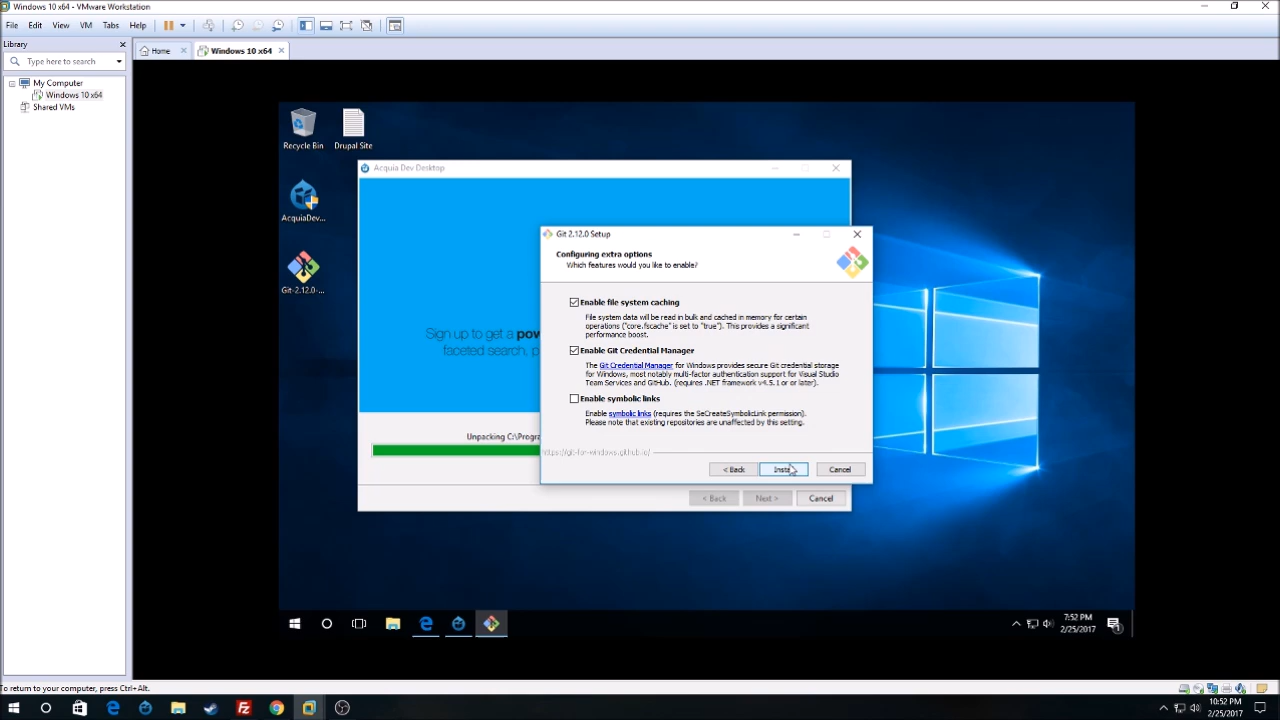 Windows 10 x64 - VMware Workstation
File Edit View VM Tabs Help
Library
Type here to search
My Computer
Windows 10 x64
Shared VMs
Home
Windows 10 x64
Recycle Bin
Drupal Site
AcquiaDev...
Git-2.12.0-...
Acquia Dev Desktop
Sign up to get a pow
faceted search, p
Unpacking C:\Progra
< Back Next > Cancel
Git 2.12.0 Setup
Configuring extra options
Which features would you like to enable?
Enable file system caching
File system data will be read in bulk and cached in memory for certain
operations ("core.fscache" is set to "true"). This provides a significant
performance boost.
Enable Git Credential Manager
The Git Credential Manager for Windows provides secure Git credential storage
for Windows, most notably multi-factor authentication support for Visual Studio
Team Services and GitHub. (requires .NET framework v4.5.1 or or later).
Enable symbolic links
Enable symbolic links (requires the SeCreateSymbolicLink permission).
Please note that existing repositories are unaffected by this setting.
https://git-for-windows.github.io/
< Back Install Cancel
7:52 PM
2/25/2017
1
To return to your computer, press Ctrl+Alt.
10:52 PM
2/25/2017